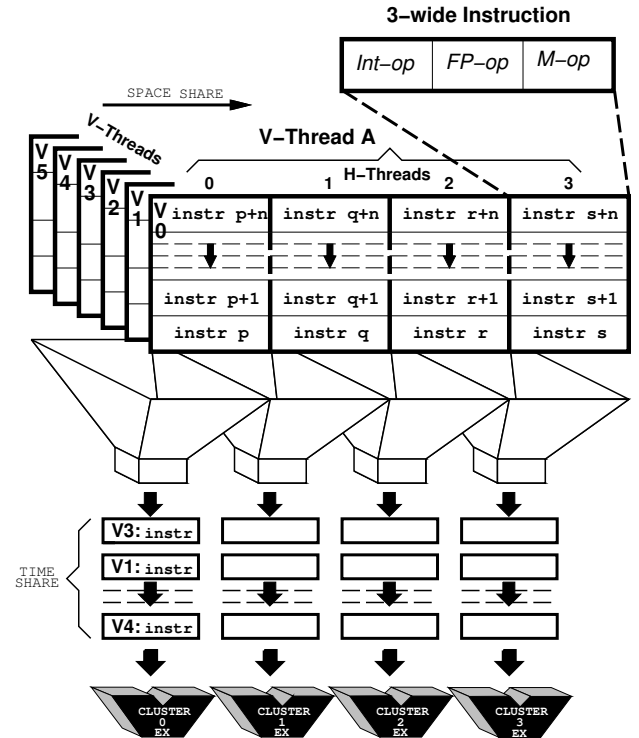 3-wide Instruction
Int-op FP-op M-op
SPACE SHARE
V-Threads
V-Thread A
H-Threads
0 1 2 3
V5
V4
V3
V2
V1
V0
instr p+n instr q+n instr r+n instr s+n
instr p+1 instr q+1 instr r+1 instr s+1
instr p instr q instr r instr s
V3: instr
TIME SHARE
V1: instr
V4: instr
CLUSTER CLUSTER CLUSTER CLUSTER
0 1 2 3
EX EX EX EX